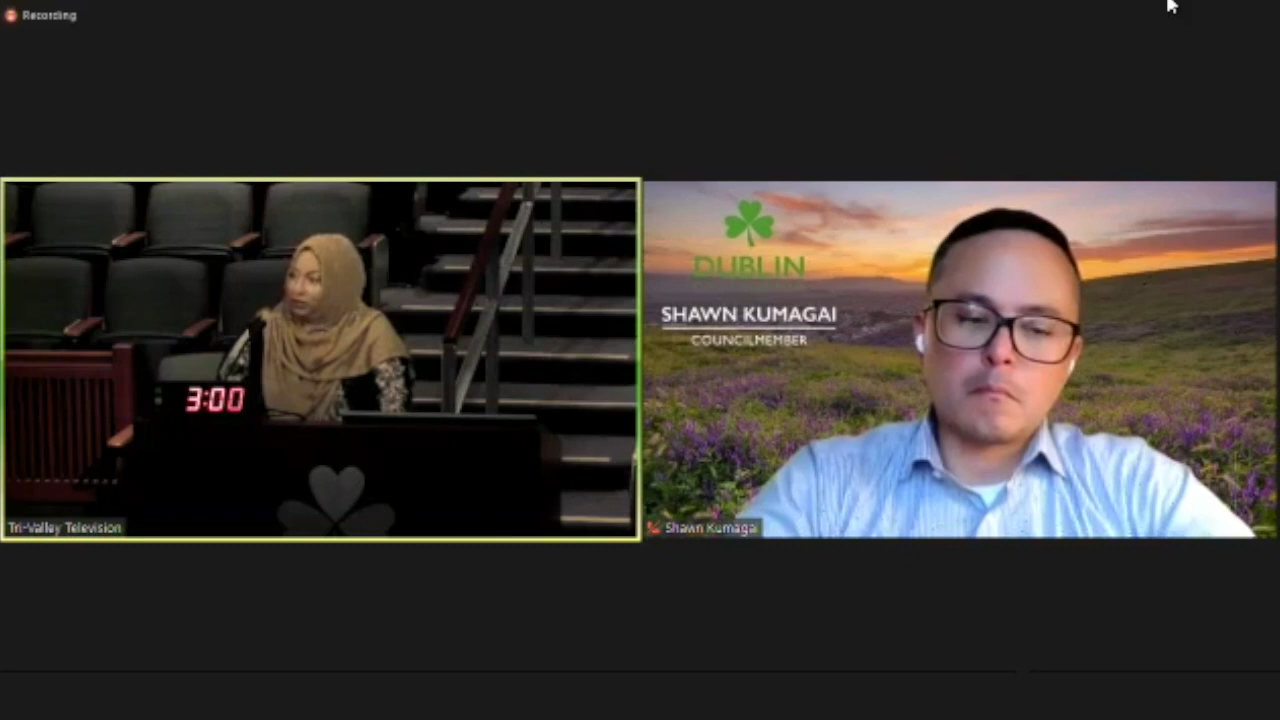 Recording
3:00
Tri-Valley Television
DUBLIN
SHAWN KUMAGAI
COUNCILMEMBER
Shawn Kumagai